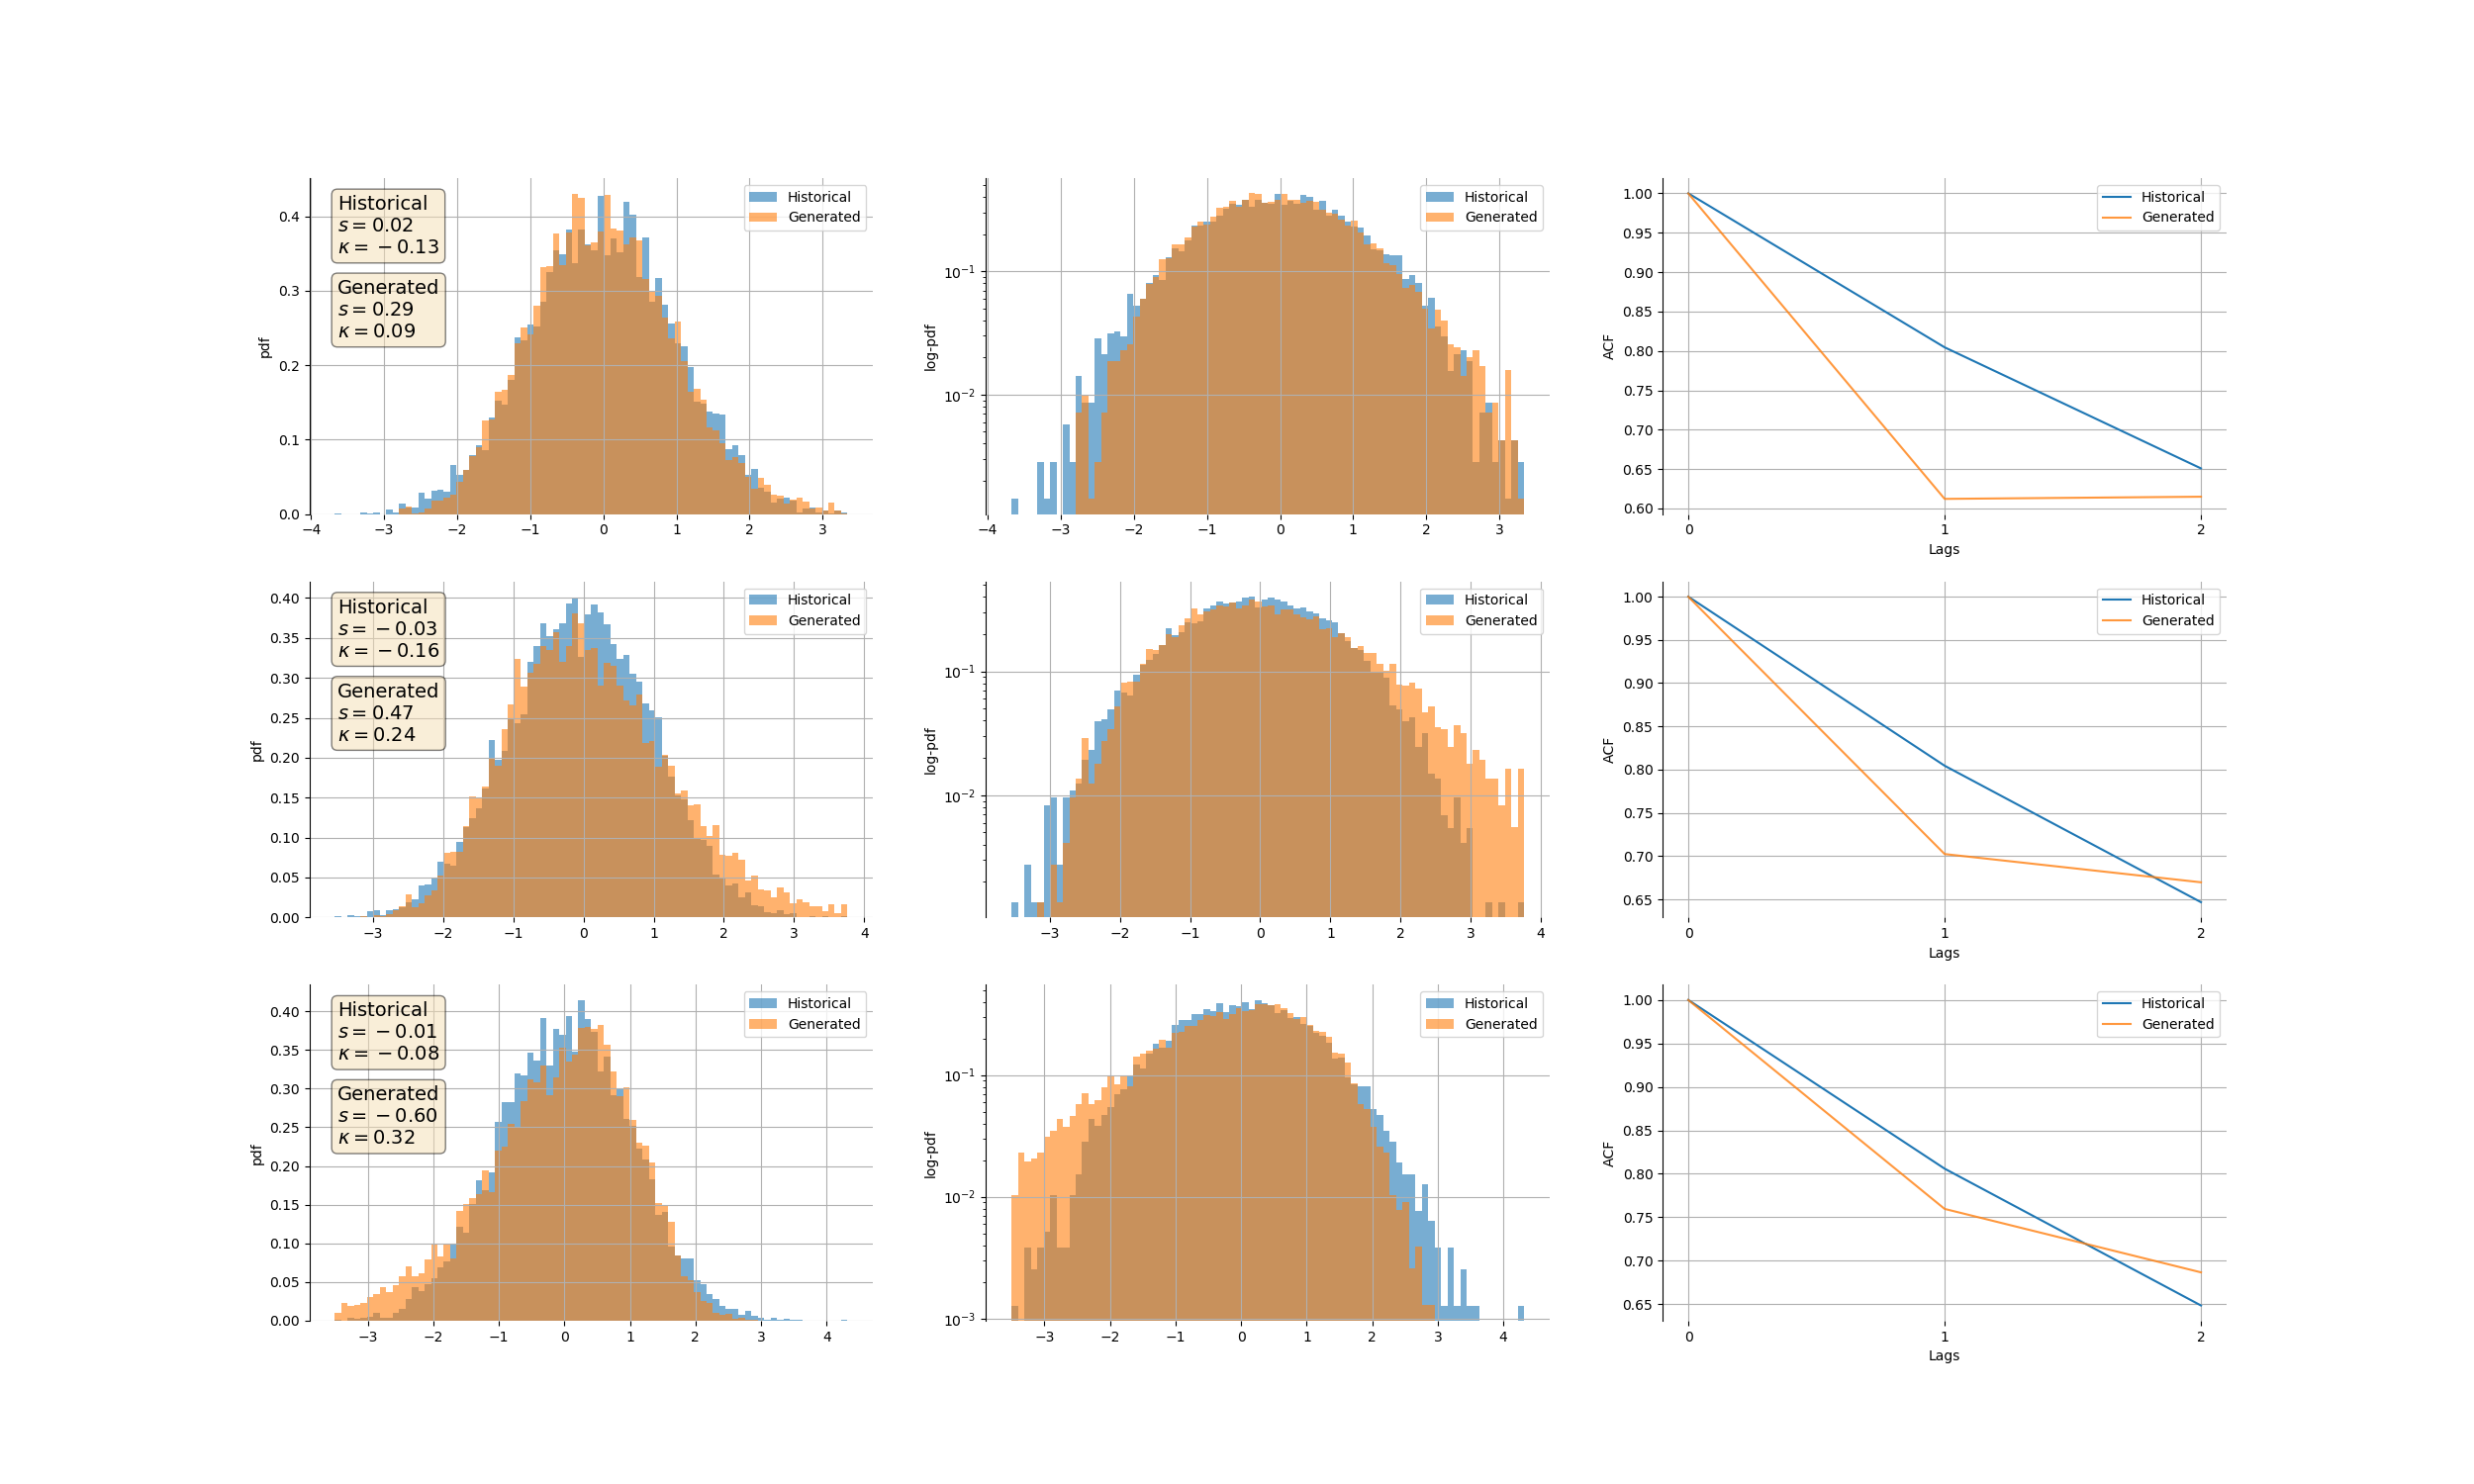 Historical
s = 0.02
κ = −0.13
Generated
s = 0.29
κ = 0.09
Historical
Generated
pdf
0.4
0.3
0.2
0.1
0.0
−4 −3 −2 −1 0 1 2 3
Historical
Generated
log-pdf
10⁻¹
10⁻²
−4 −3 −2 −1 0 1 2 3
Historical
Generated
ACF
1.00
0.95
0.90
0.85
0.80
0.75
0.70
0.65
0.60
0 1 2
Lags
Historical
s = −0.03
κ = −0.16
Generated
s = 0.47
κ = 0.24
Historical
Generated
pdf
0.40
0.35
0.30
0.25
0.20
0.15
0.10
0.05
0.00
−3 −2 −1 0 1 2 3 4
Historical
Generated
log-pdf
10⁻¹
10⁻²
−3 −2 −1 0 1 2 3 4
Historical
Generated
ACF
1.00
0.95
0.90
0.85
0.80
0.75
0.70
0.65
0 1 2
Lags
Historical
s = −0.01
κ = −0.08
Generated
s = −0.60
κ = 0.32
Historical
Generated
pdf
0.40
0.35
0.30
0.25
0.20
0.15
0.10
0.05
0.00
−3 −2 −1 0 1 2 3 4
Historical
Generated
log-pdf
10⁻¹
10⁻²
10⁻³
−3 −2 −1 0 1 2 3 4
Historical
Generated
ACF
1.00
0.95
0.90
0.85
0.80
0.75
0.70
0.65
0 1 2
Lags